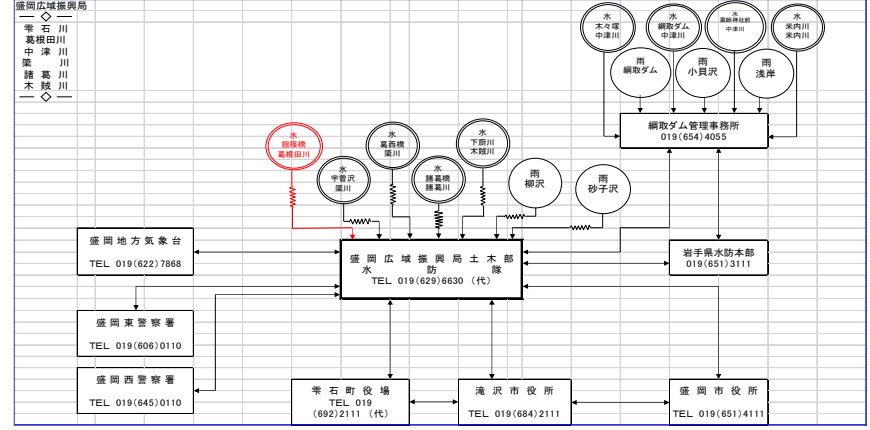 盛岡広域振興局
雫石川
葛根田川
中津川
簗川
諸葛川
木賊川
水
木々塚
中津川
水
綱取ダム
中津川
水
薬師神社前
中津川
水
米内川
米内川
雨
綱取ダム
雨
小貝沢
雨
浅岸
綱取ダム管理事務所
019(654)4055
水
舘篠橋
葛根田川
水
宇曽沢
簗川
水
葛西橋
簗川
水
諸葛橋
諸葛川
水
下厨川
木賊川
雨
柳沢
雨
砂子沢
盛岡地方気象台
TEL 019(622)7868
盛岡広域振興局土木部
水防隊
TEL 019(629)6630 (代)
岩手県水防本部
019(651)3111
盛岡東警察署
TEL 019(606)0110
盛岡西警察署
TEL 019(645)0110
雫石町役場
TEL 019
(692)2111 (代)
滝沢市役所
TEL 019(684)2111
盛岡市役所
TEL 019(651)4111